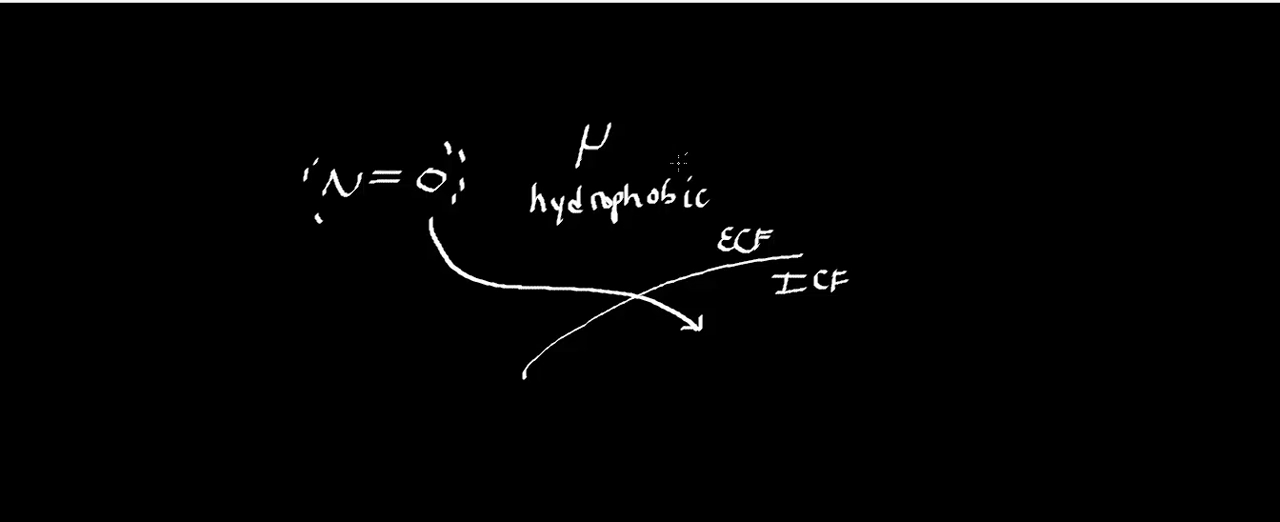 μ
N=O
hydrophobic
ECF
ICF